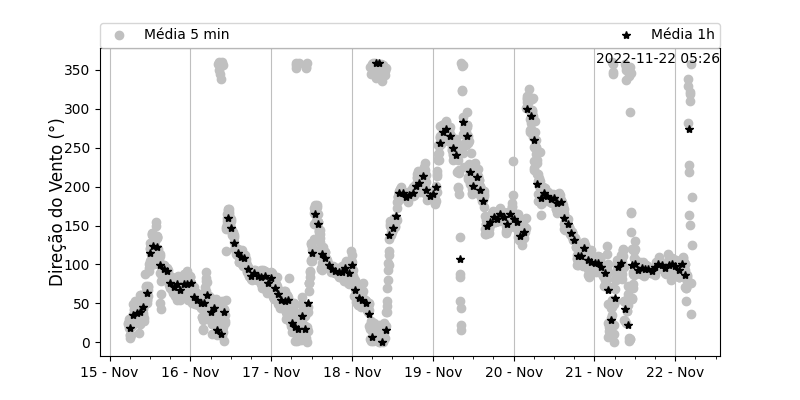 Média 5 min
Média 1h
2022-11-22 05:26
Direção do Vento (°)
350
300
250
200
150
100
50
0
15 - Nov
16 - Nov
17 - Nov
18 - Nov
19 - Nov
20 - Nov
21 - Nov
22 - Nov